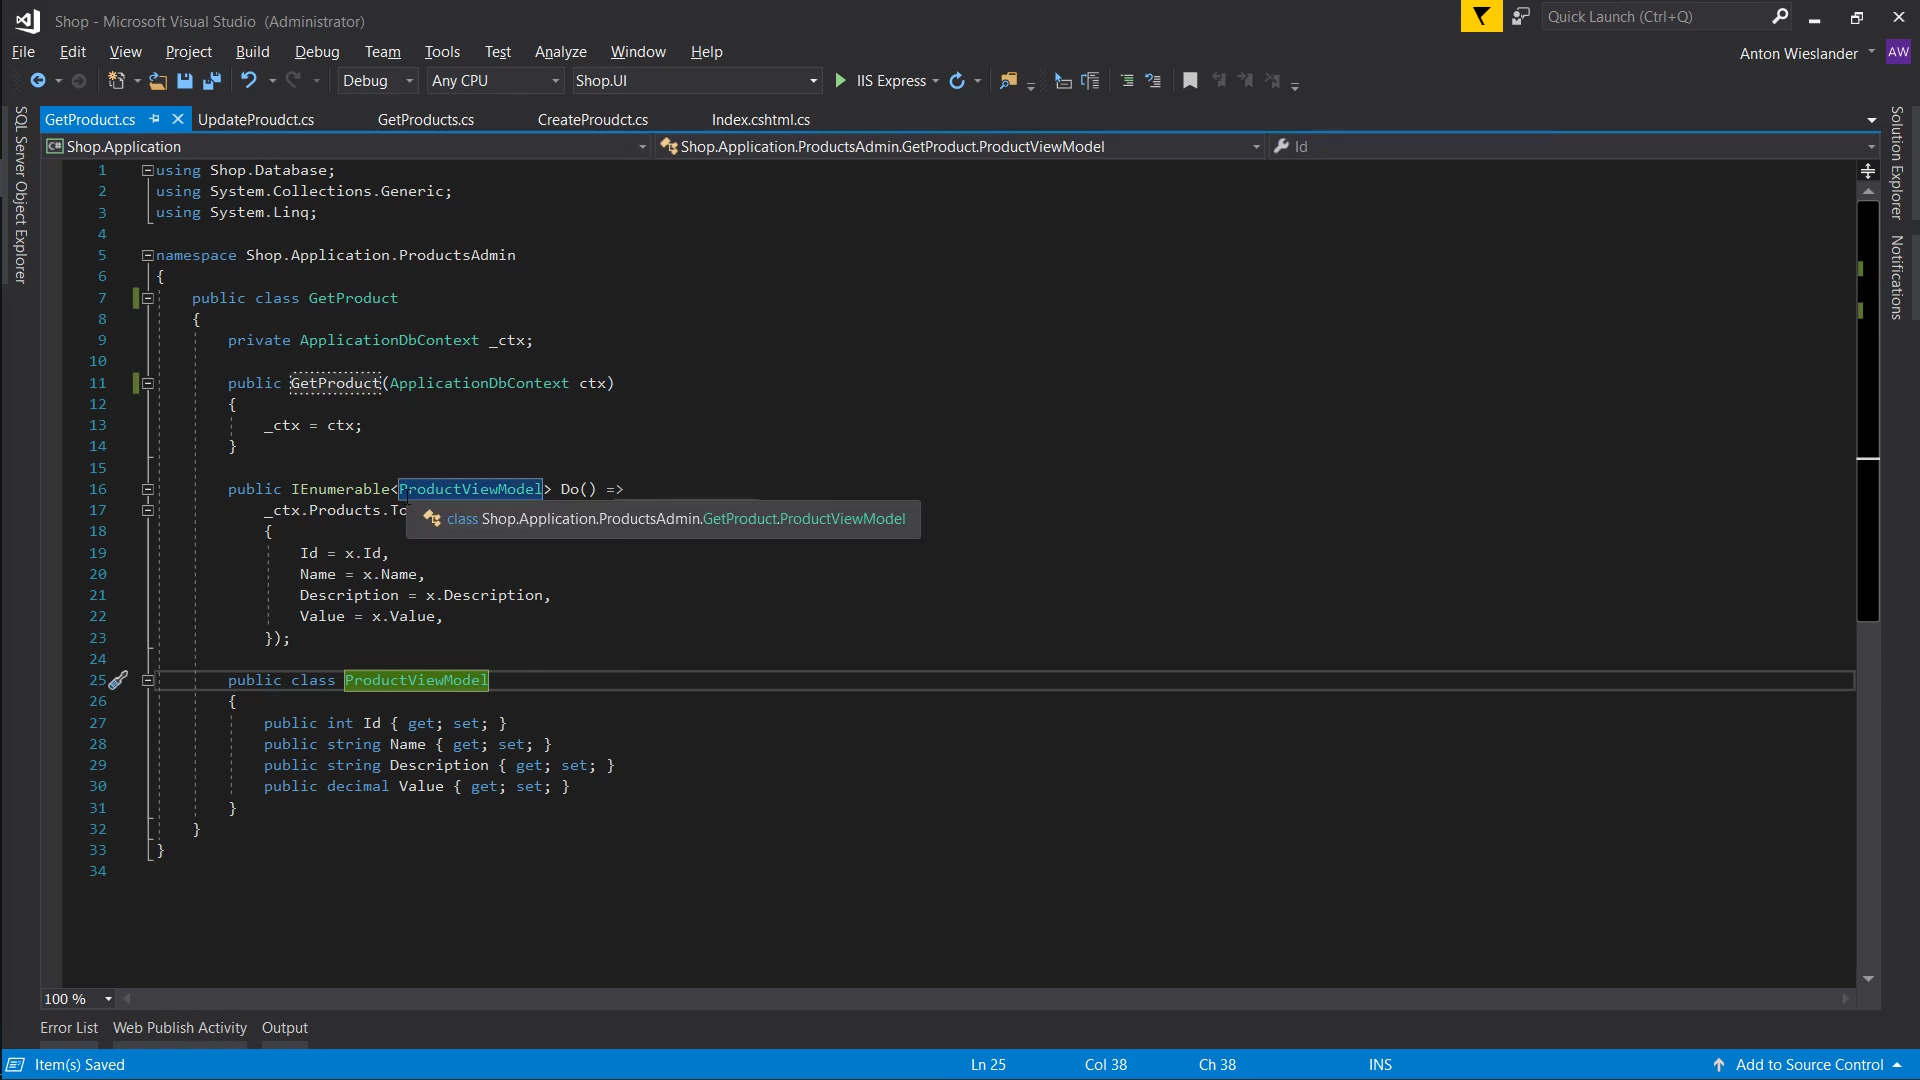 Shop - Microsoft Visual Studio (Administrator)
Quick Launch (Ctrl+Q)
File Edit View Project Build Debug Team Tools Test Analyze Window Help
Anton Wieslander AW
Debug Any CPU Shop.UI IIS Express
GetProduct.cs UpdateProudct.cs GetProducts.cs CreateProudct.cs Index.cshtml.cs
C# Shop.Application Shop.Application.ProductsAdmin.GetProduct.ProductViewModel Id
SQL Server Object Explorer
Solution Explorer
Notifications
1 using Shop.Database;
2 using System.Collections.Generic;
3 using System.Linq;
4
5 namespace Shop.Application.ProductsAdmin
6 {
7 public class GetProduct
8 {
9 private ApplicationDbContext _ctx;
10
11 public GetProduct(ApplicationDbContext ctx)
12 {
13 _ctx = ctx;
14 }
15
16 public IEnumerable<ProductViewModel> Do() =>
17 _ctx.Products.To
class Shop.Application.ProductsAdmin.GetProduct.ProductViewModel
18 {
19 Id = x.Id,
20 Name = x.Name,
21 Description = x.Description,
22 Value = x.Value,
23 });
24
25 public class ProductViewModel
26 {
27 public int Id { get; set; }
28 public string Name { get; set; }
29 public string Description { get; set; }
30 public decimal Value { get; set; }
31 }
32 }
33 }
34
100 %
Error List Web Publish Activity Output
Item(s) Saved Ln 25 Col 38 Ch 38 INS Add to Source Control